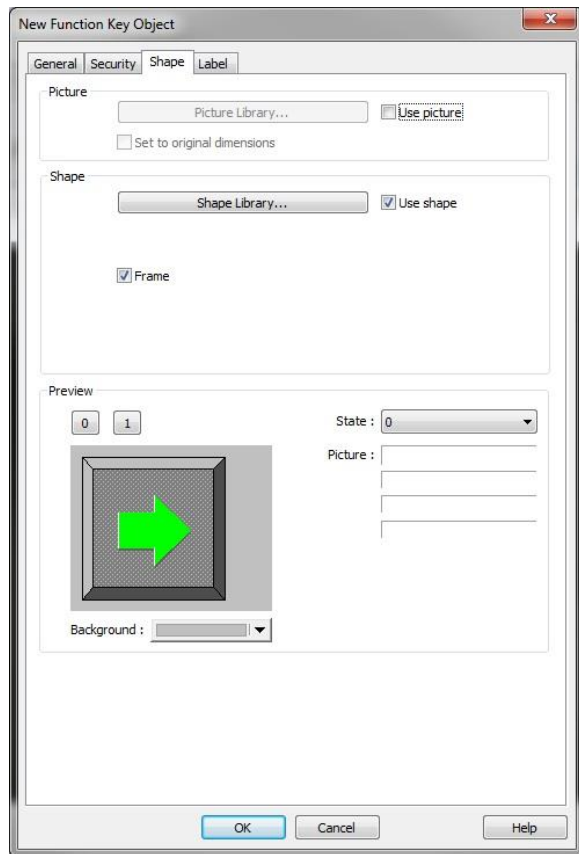 New Function Key Object
General Security Shape Label
Picture
Picture Library... Use picture
Set to original dimensions
Shape
Shape Library... Use shape
Frame
Preview
0 1 State : 0
Picture :
Background :
OK Cancel Help